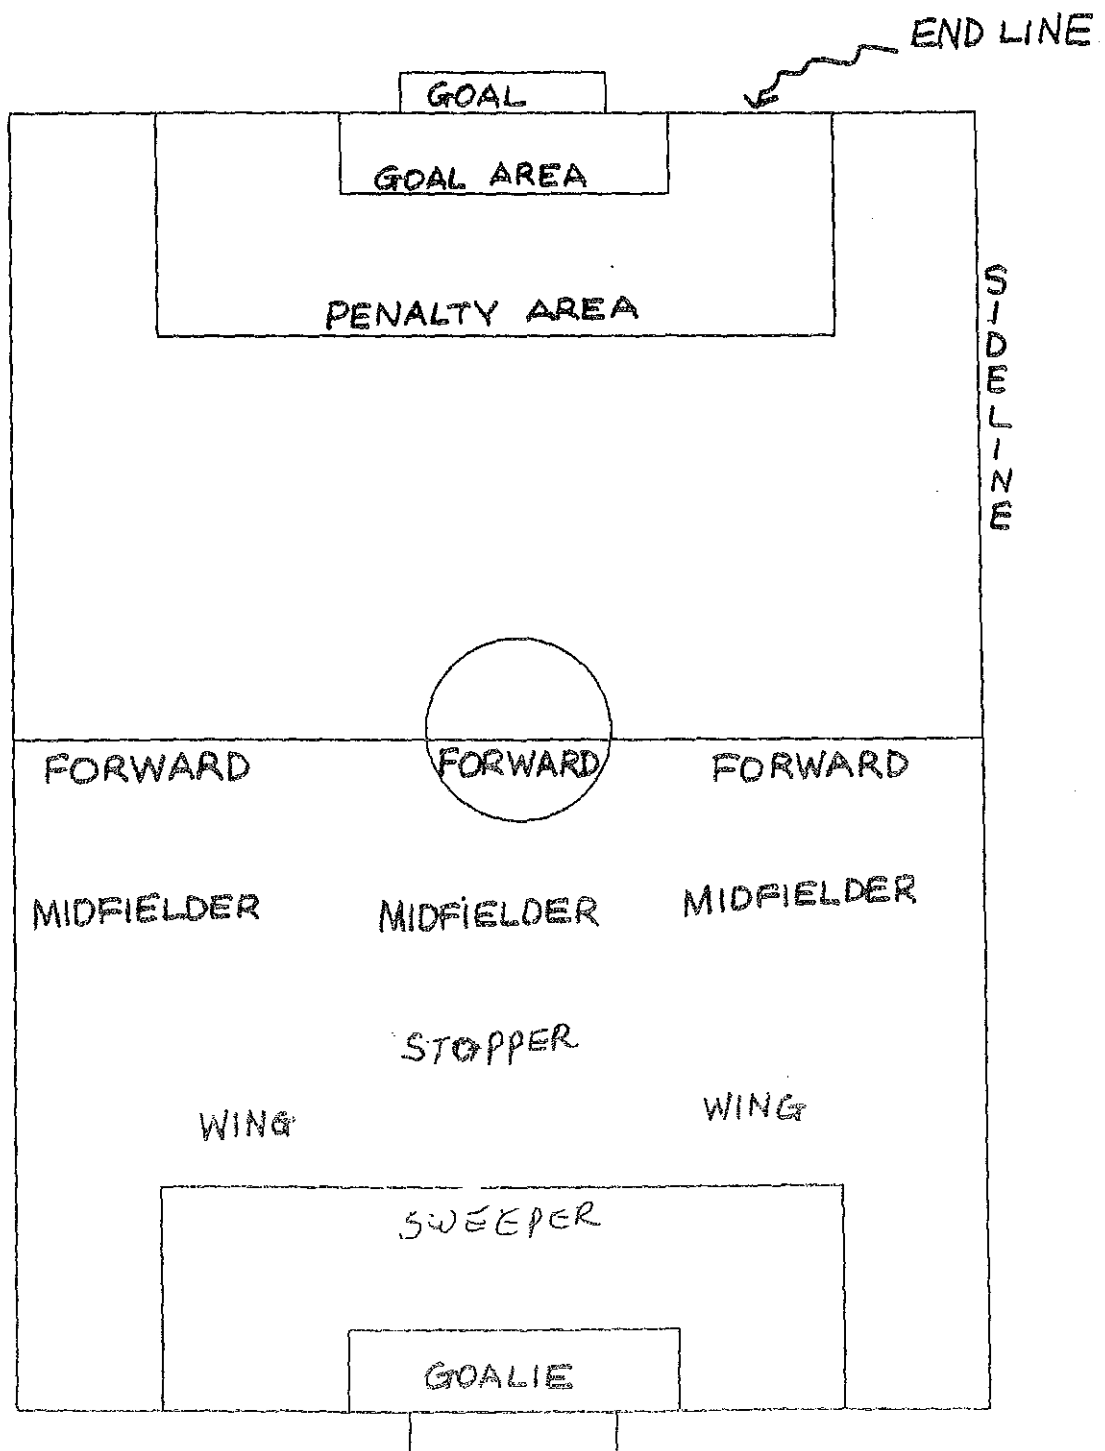 END LINE
GOAL
GOAL AREA
PENALTY AREA
SIDELINE
FORWARD FORWARD FORWARD
MIDFIELDER MIDFIELDER MIDFIELDER
STOPPER
WING WING
SWEEPER
GOALIE